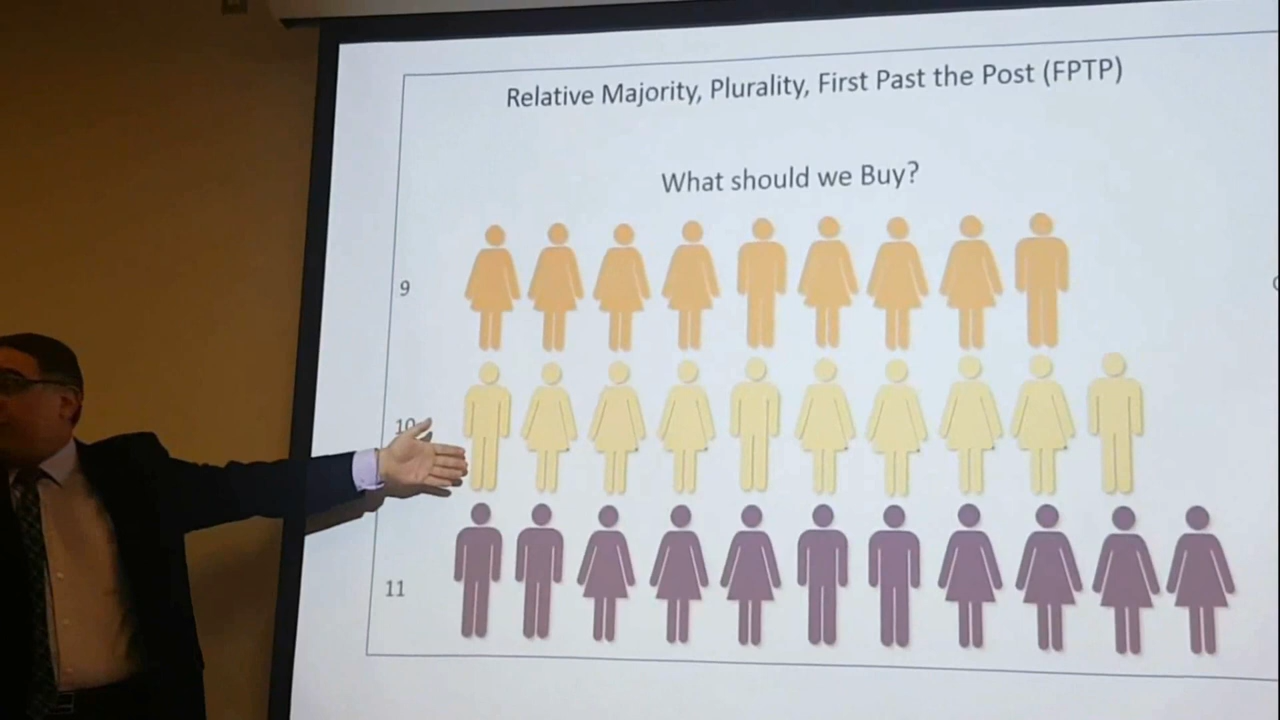 Relative Majority, Plurality, First Past the Post (FPTP)
What should we Buy?
9
10
11